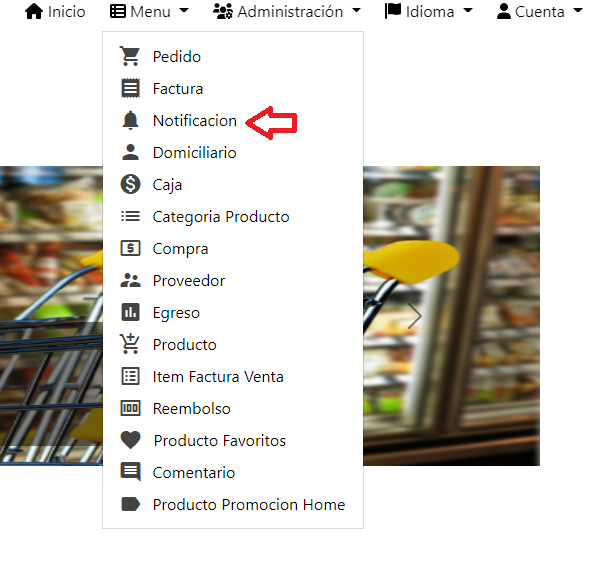 Inicio Menu Administración Idioma Cuenta
Pedido
Factura
Notificacion
Domiciliario
Caja
Categoria Producto
Compra
Proveedor
Egreso
Producto
Item Factura Venta
Reembolso
Producto Favoritos
Comentario
Producto Promocion Home